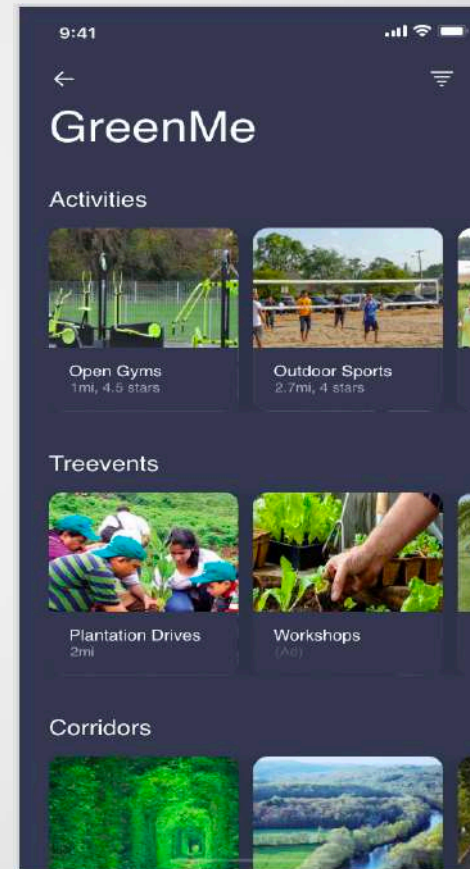 9:41
GreenMe
Activities
Open Gyms
1mi, 4.5 stars
Outdoor Sports
2.7mi, 4 stars
Treevents
Plantation Drives
2mi
Workshops
(Ad)
Corridors